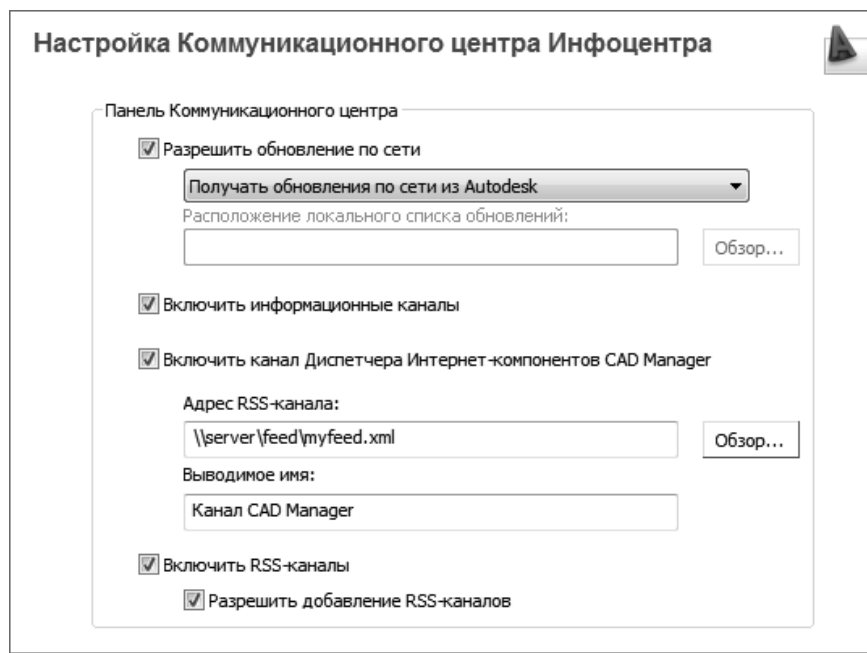 Настройка Коммуникационного центра Инфоцентра
Панель Коммуникационного центра
Разрешить обновление по сети
Получать обновления по сети из Autodesk
Расположение локального списка обновлений:
Обзор...
Включить информационные каналы
Включить канал Диспетчера Интернет-компонентов CAD Manager
Адрес RSS-канала:
\\server\feed\myfeed.xml
Обзор...
Выводимое имя:
Канал CAD Manager
Включить RSS-каналы
Разрешить добавление RSS-каналов